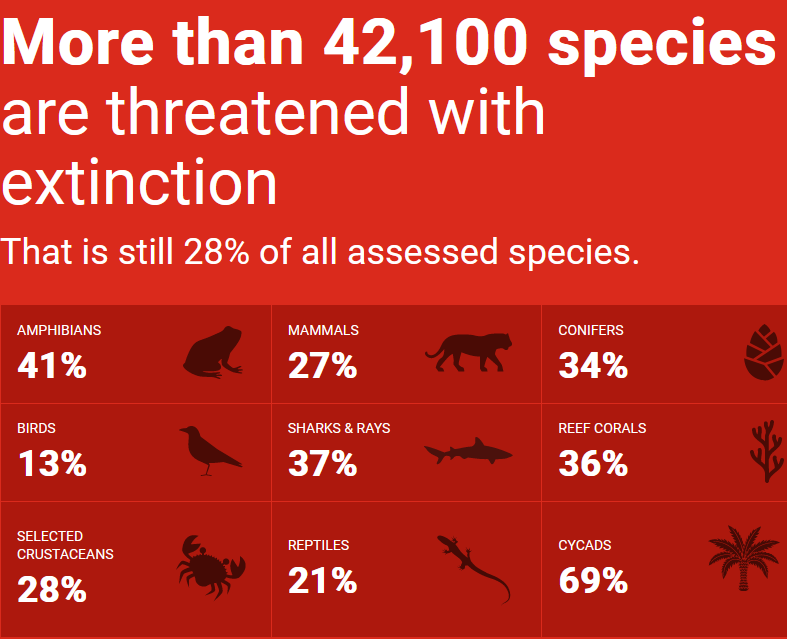 More than 42,100 species
are threatened with
extinction
That is still 28% of all assessed species.
AMPHIBIANS
41%
MAMMALS
27%
CONIFERS
34%
BIRDS
13%
SHARKS & RAYS
37%
REEF CORALS
36%
SELECTED
CRUSTACEANS
28%
REPTILES
21%
CYCADS
69%